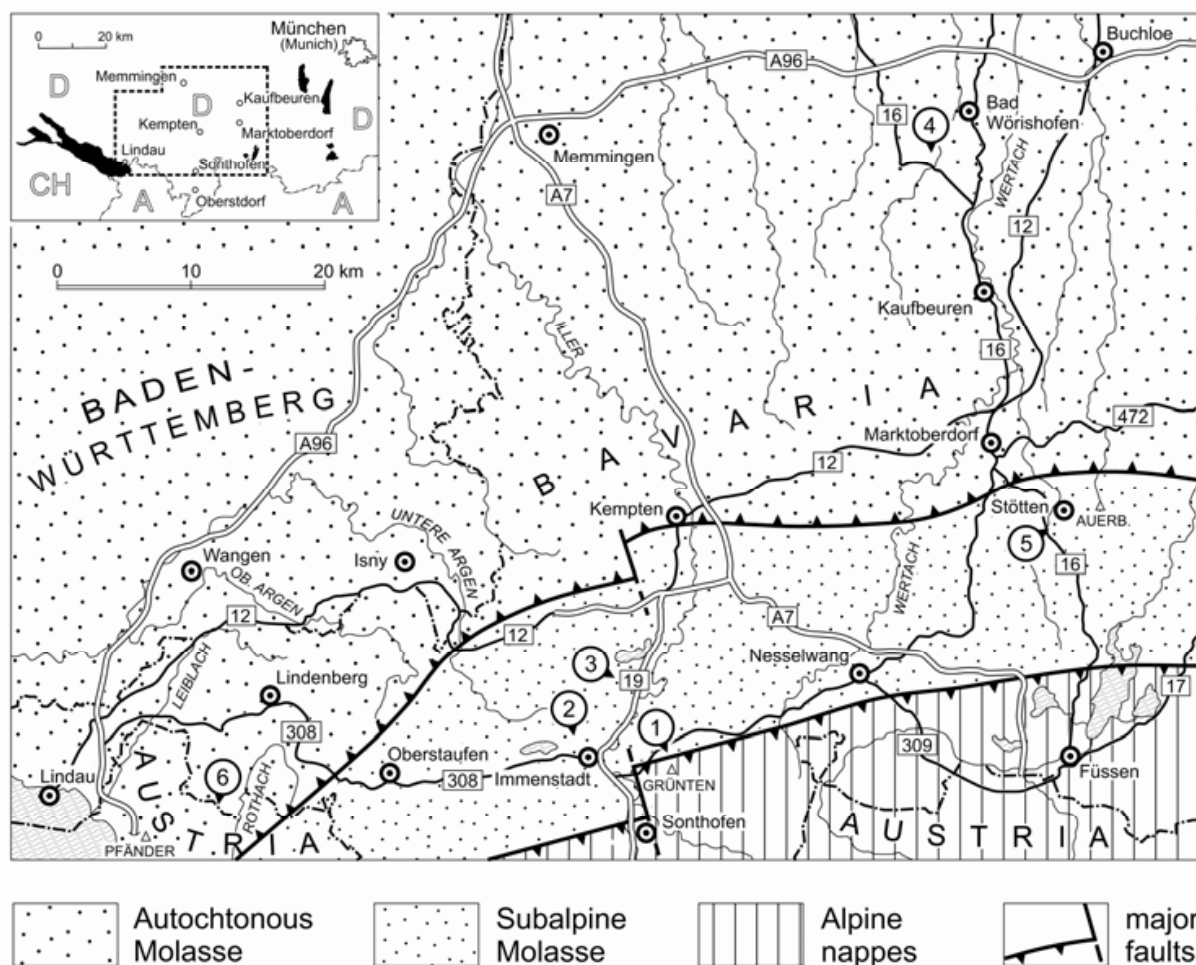 0 20 km
München
(Munich)
Memmingen
D
D
Kaufbeuren
D
Kempten
Marktoberdorf
Lindau
Sonthofen
CH
A
Oberstdorf
A
0 10 20 km
Buchloe
A96
16
4
Bad
Wörishofen
Memmingen
WERTACH
A7
12
Kaufbeuren
ILLER
16
BADEN-
WÜRTTEMBERG
BAVARIA
A96
472
Marktoberdorf
12
Kempten
Stötten
AUERB.
UNTERE ARGEN
5
Wangen
Isny
16
OB. ARGEN
WERTACH
12
12
A7
LEIBLACH
3
19
Nesselwang
Lindenberg
17
2
1
308
309
Oberstaufen
308
Immenstadt
GRÜNTEN
Füssen
Lindau
6
ROTHACH
Sonthofen
AUSTRIA
AUSTRIA
PFÄNDER
Autochtonous
Molasse
Subalpine
Molasse
Alpine
nappes
major
faults